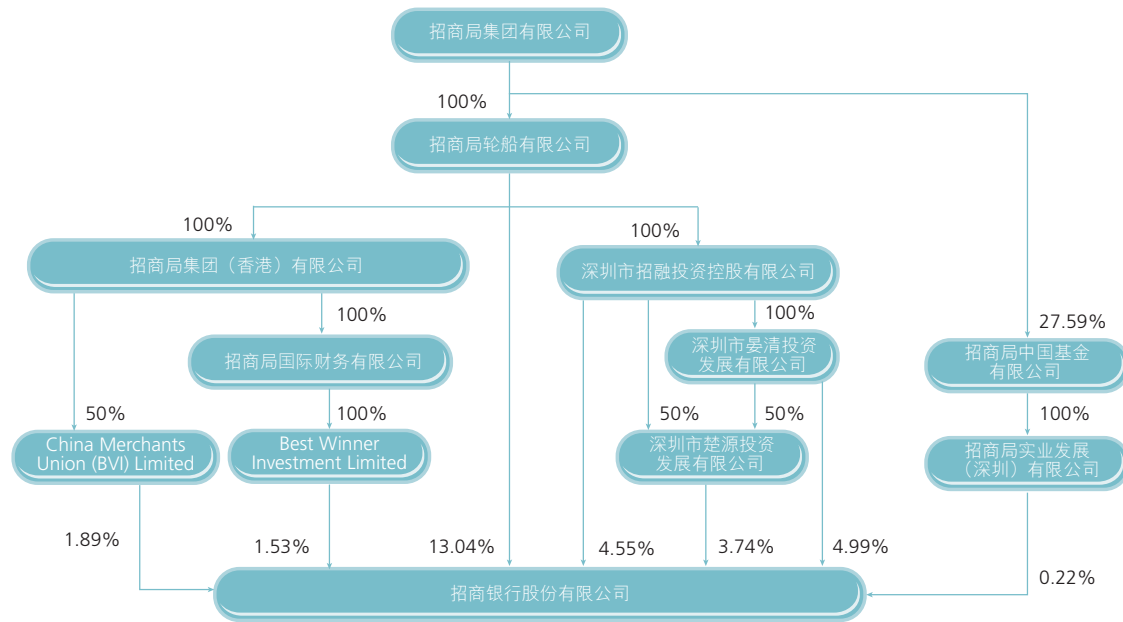 招商局集团有限公司
100%
招商局轮船有限公司
100%
100%
招商局集团（香港）有限公司
深圳市招融投资控股有限公司
100%
100%
27.59%
招商局国际财务有限公司
深圳市晏清投资
发展有限公司
招商局中国基金
有限公司
50%
100%
50%
50%
100%
China Merchants
Union (BVI) Limited
Best Winner
Investment Limited
深圳市楚源投资
发展有限公司
招商局实业发展
（深圳）有限公司
1.89%
1.53%
13.04%
4.55%
3.74%
4.99%
0.22%
招商银行股份有限公司